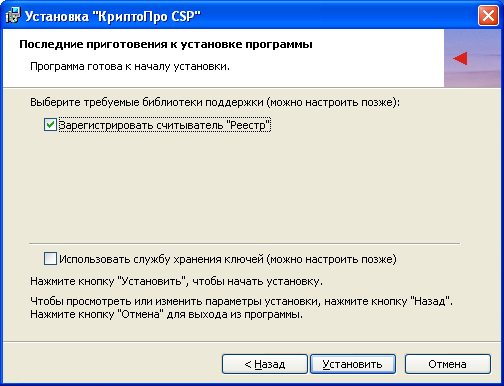 Установка "КриптоПро CSP"
Последние приготовления к установке программы
Программа готова к началу установки.
Выберите требуемые библиотеки поддержки (можно настроить позже):
Зарегистрировать считыватель "Реестр"
Использовать службу хранения ключей (можно настроить позже)
Нажмите кнопку "Установить", чтобы начать установку.
Чтобы просмотреть или изменить параметры установки, нажмите кнопку "Назад".
Нажмите кнопку "Отмена" для выхода из программы.
< Назад Установить Отмена